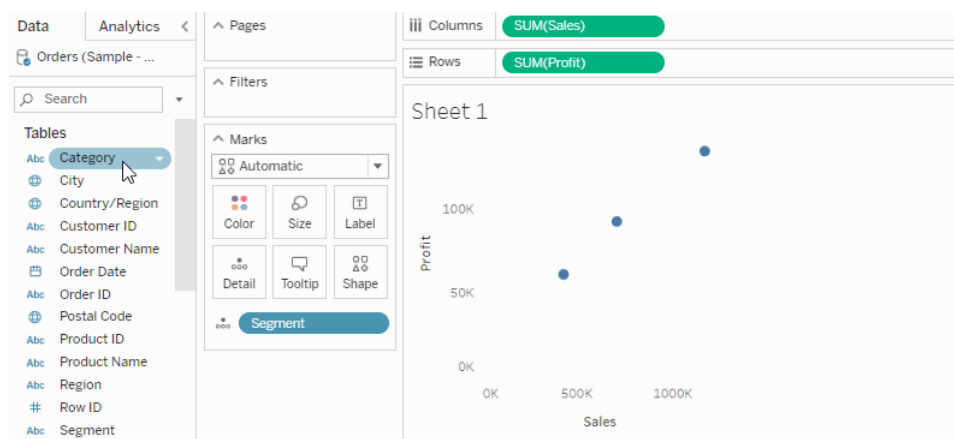 Data Analytics <
Orders (Sample - ...
Search
Tables
Abc Category
City
Country/Region
Abc Customer ID
Abc Customer Name
Order Date
Abc Order ID
Postal Code
Abc Product ID
Abc Product Name
Abc Region
# Row ID
Abc Segment
Pages
Filters
Marks
Automatic
Color Size Label
Detail Tooltip Shape
Segment
Columns SUM(Sales)
Rows SUM(Profit)
Sheet 1
Profit
100K
50K
0K
0K 500K 1000K
Sales